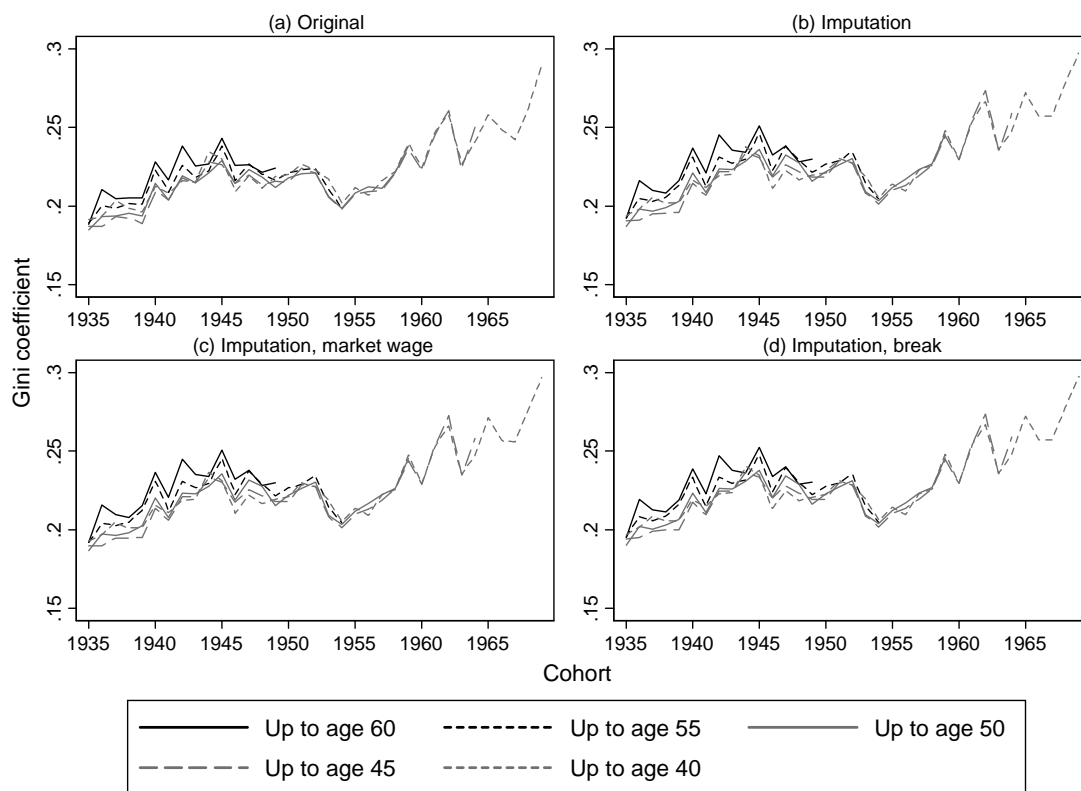 (a) Original
(b) Imputation
.3
.25
.2
.15
1935 1940 1945 1950 1955 1960 1965
.3
.25
.2
.15
1935 1940 1945 1950 1955 1960 1965
(c) Imputation, market wage
(d) Imputation, break
.3
.25
.2
.15
1935 1940 1945 1950 1955 1960 1965
.3
.25
.2
.15
1935 1940 1945 1950 1955 1960 1965
Gini coefficient
Cohort
Up to age 60 Up to age 55 Up to age 50
Up to age 45 Up to age 40